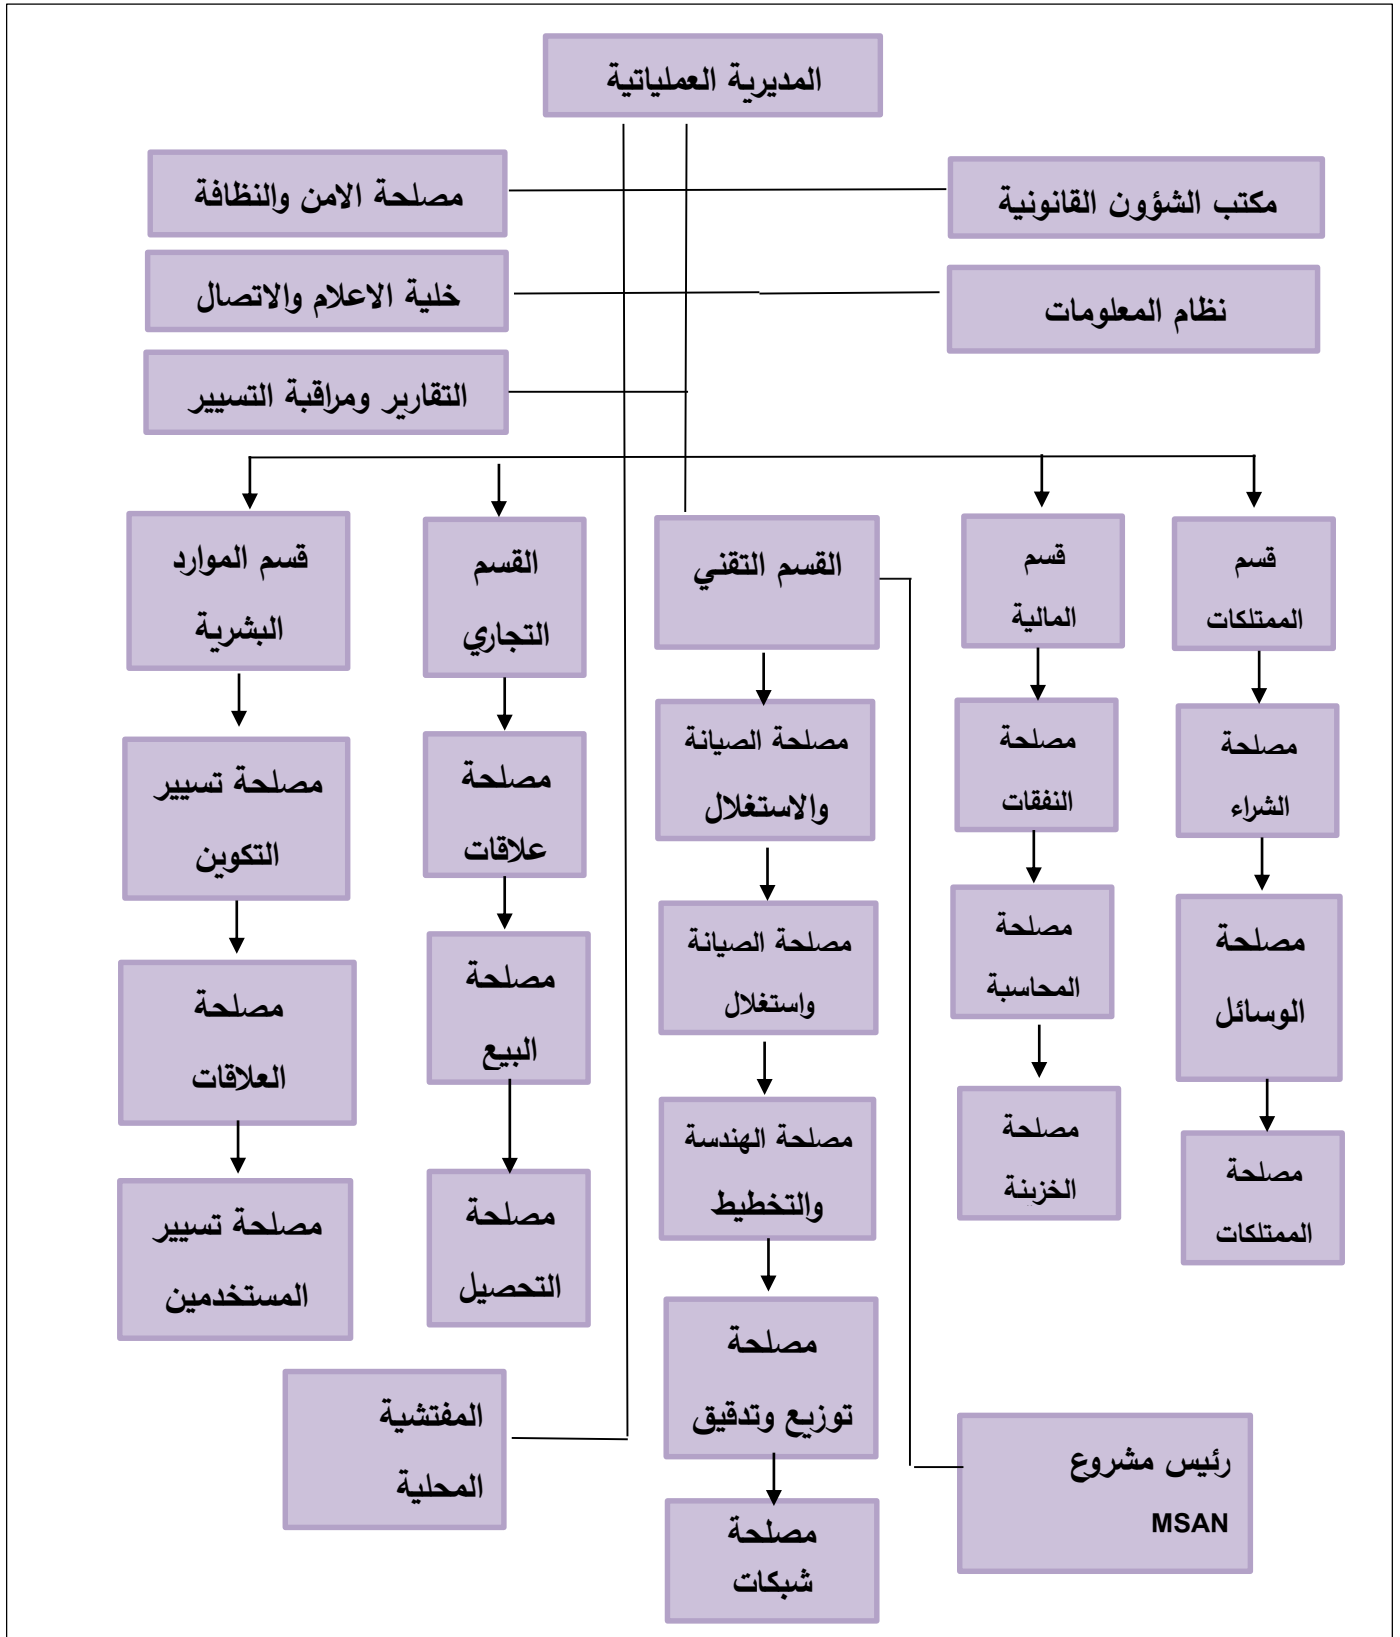 المديرية العملياتية
مكتب الشؤون القانونية
مصلحة الامن والنظافة
نظام المعلومات
خلية الاعلام والاتصال
التقارير ومراقبة التسيير
قسم
الممتلكات
مصلحة
الشراء
مصلحة
الوسائل
مصلحة
الممتلكات
قسم
المالية
مصلحة
النفقات
مصلحة
المحاسبة
مصلحة
الخزينة
القسم التقني
مصلحة الصيانة
والاستغلال
مصلحة الصيانة
واستغلال
مصلحة الهندسة
والتخطيط
مصلحة
توزيع وتدقيق
مصلحة
شبكات
القسم
التجاري
مصلحة
علاقات
مصلحة
البيع
مصلحة
التحصيل
قسم الموارد
البشرية
مصلحة تسيير
التكوين
مصلحة
العلاقات
مصلحة تسيير
المستخدمين
رئيس مشروع
MSAN
المفتشية
المحلية